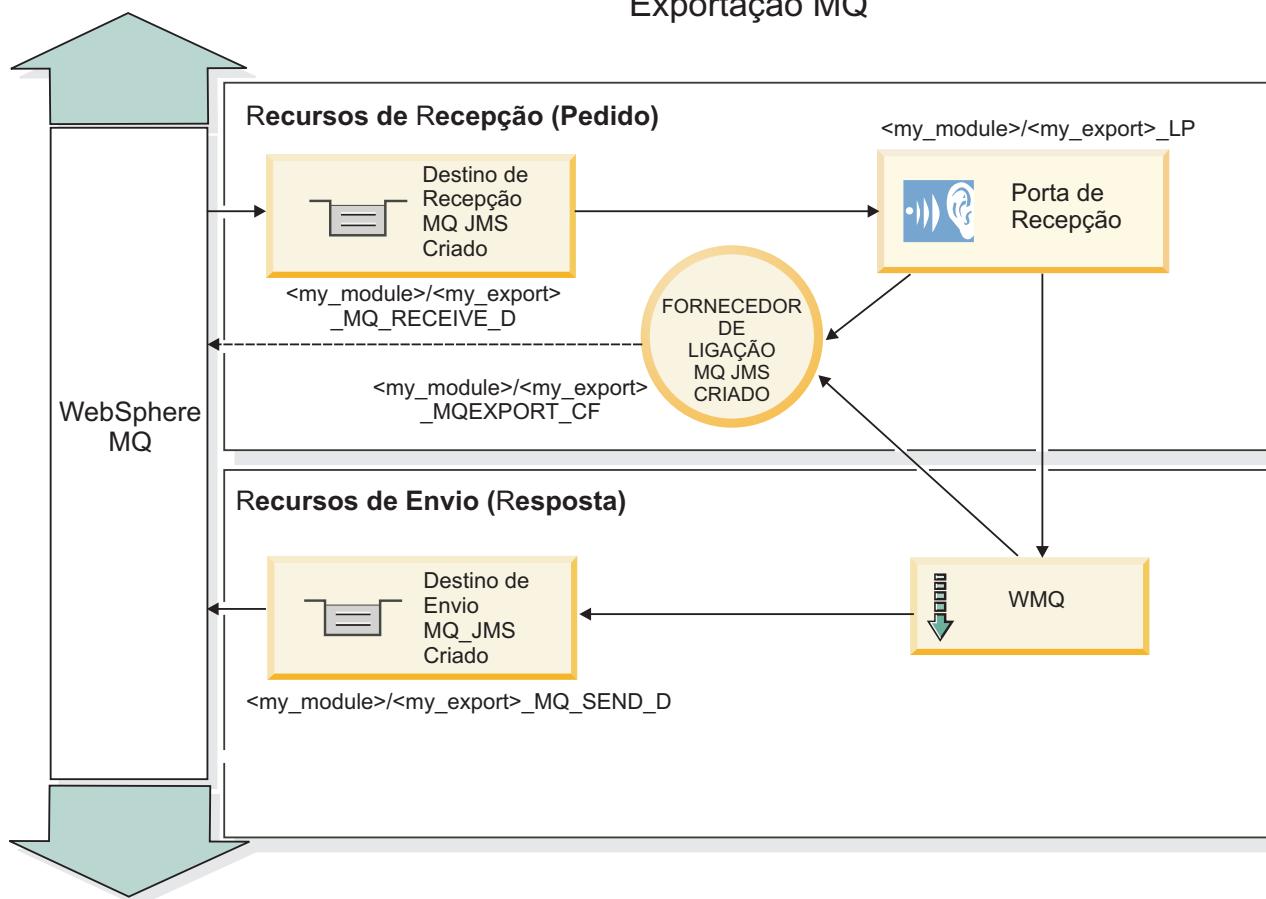 Exportação MQ
Recursos de Recepção (Pedido)
<my_module>/<my_export>_LP
Destino de
Recepção
MQ JMS
Criado
Porta de
Recepção
<my_module>/<my_export>
_MQ_RECEIVE_D
FORNECEDOR
DE
LIGAÇÃO
MQ JMS
CRIADO
<my_module>/<my_export>
_MQEXPORT_CF
WebSphere
MQ
Recursos de Envio (Resposta)
Destino de
Envio
MQ_JMS
Criado
WMQ
<my_module>/<my_export>_MQ_SEND_D